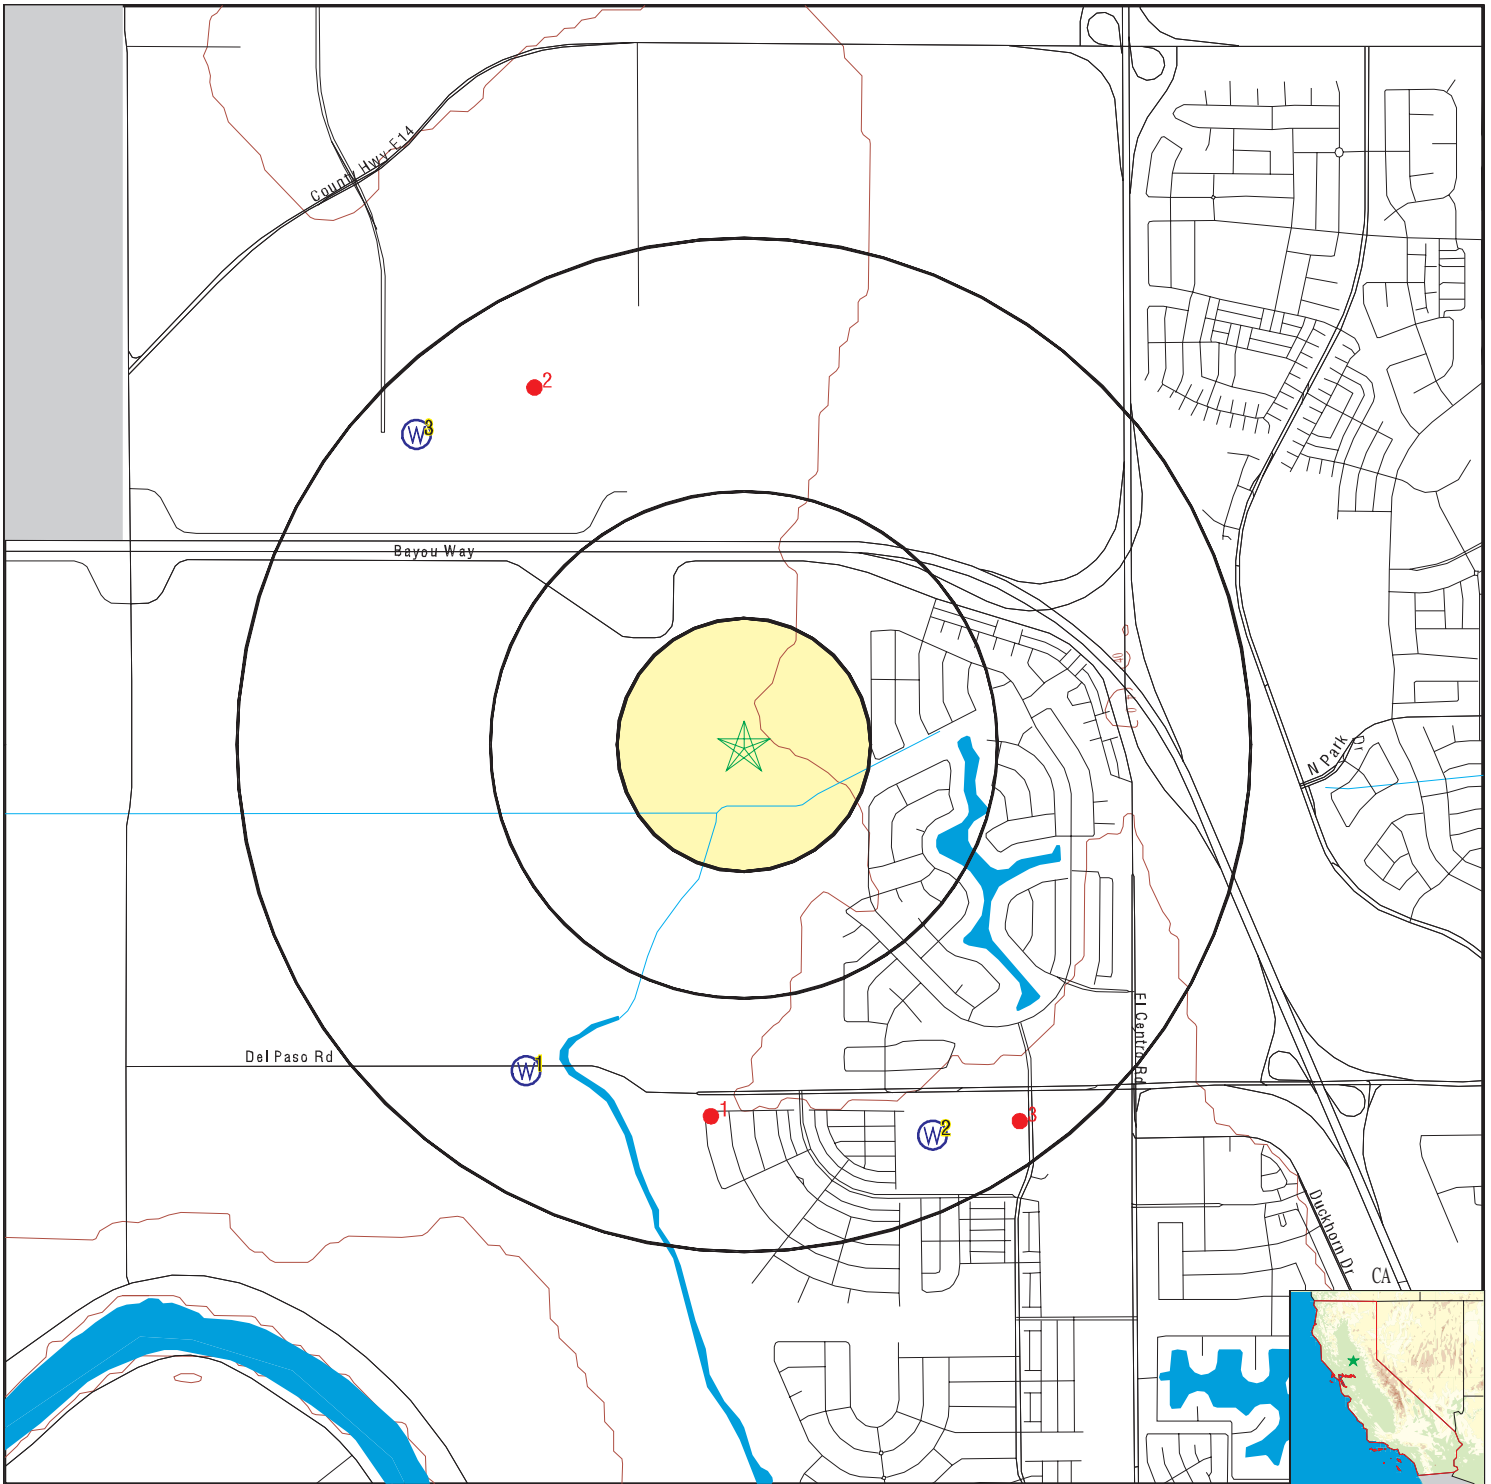 County Hwy-E14
2
W 3
Bayou Way
N Park Dr
El Centro Rd
Del Paso Rd
W 1
1
W 2
3
Duckhorn Dr
CA